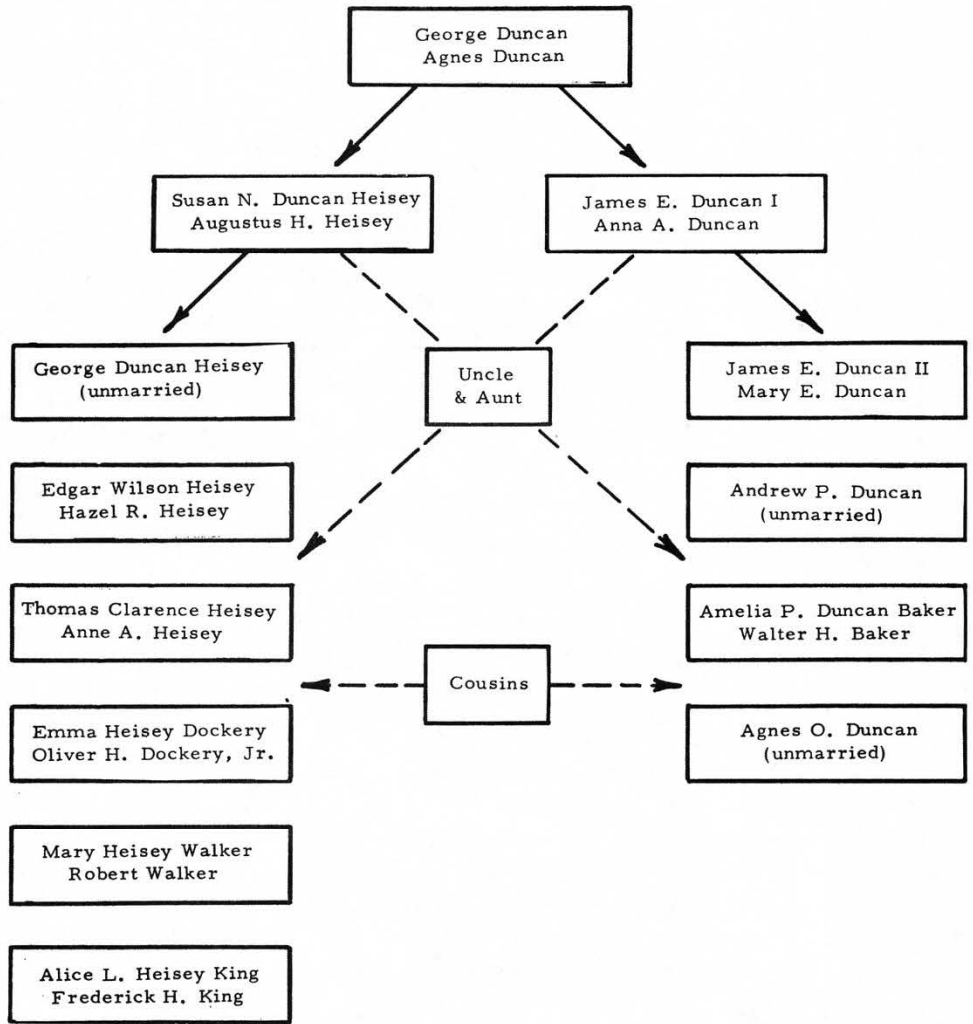 George Duncan
Agnes Duncan
Susan N. Duncan Heisey
Augustus H. Heisey
James E. Duncan I
Anna A. Duncan
George Duncan Heisey
(unmarried)
Uncle
& Aunt
James E. Duncan II
Mary E. Duncan
Edgar Wilson Heisey
Hazel R. Heisey
Andrew P. Duncan
(unmarried)
Thomas Clarence Heisey
Anne A. Heisey
Amelia P. Duncan Baker
Walter H. Baker
Cousins
Emma Heisey Dockery
Oliver H. Dockery, Jr.
Agnes O. Duncan
(unmarried)
Mary Heisey Walker
Robert Walker
Alice L. Heisey King
Frederick H. King